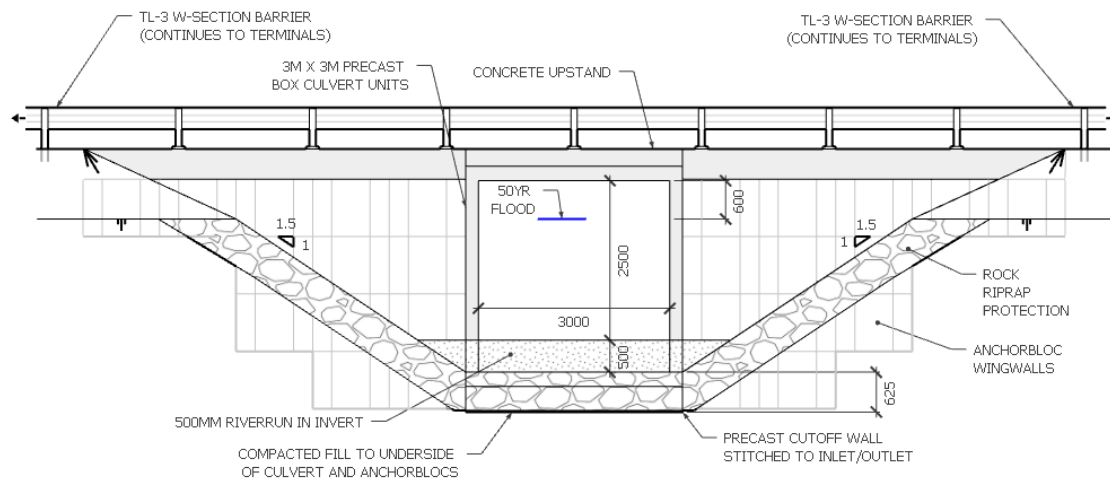 TL-3 W-SECTION BARRIER
(CONTINUES TO TERMINALS)
TL-3 W-SECTION BARRIER
(CONTINUES TO TERMINALS)
3M X 3M PRECAST
BOX CULVERT UNITS
CONCRETE UPSTAND
50YR
FLOOD
600
1.5
1
1.5
1
2500
3000
500
625
ROCK
RIPRAP
PROTECTION
ANCHORBLOC
WINGWALLS
500MM RIVERRUN IN INVERT
COMPACTED FILL TO UNDERSIDE
OF CULVERT AND ANCHORBLOCS
PRECAST CUTOFF WALL
STITCHED TO INLET/OUTLET